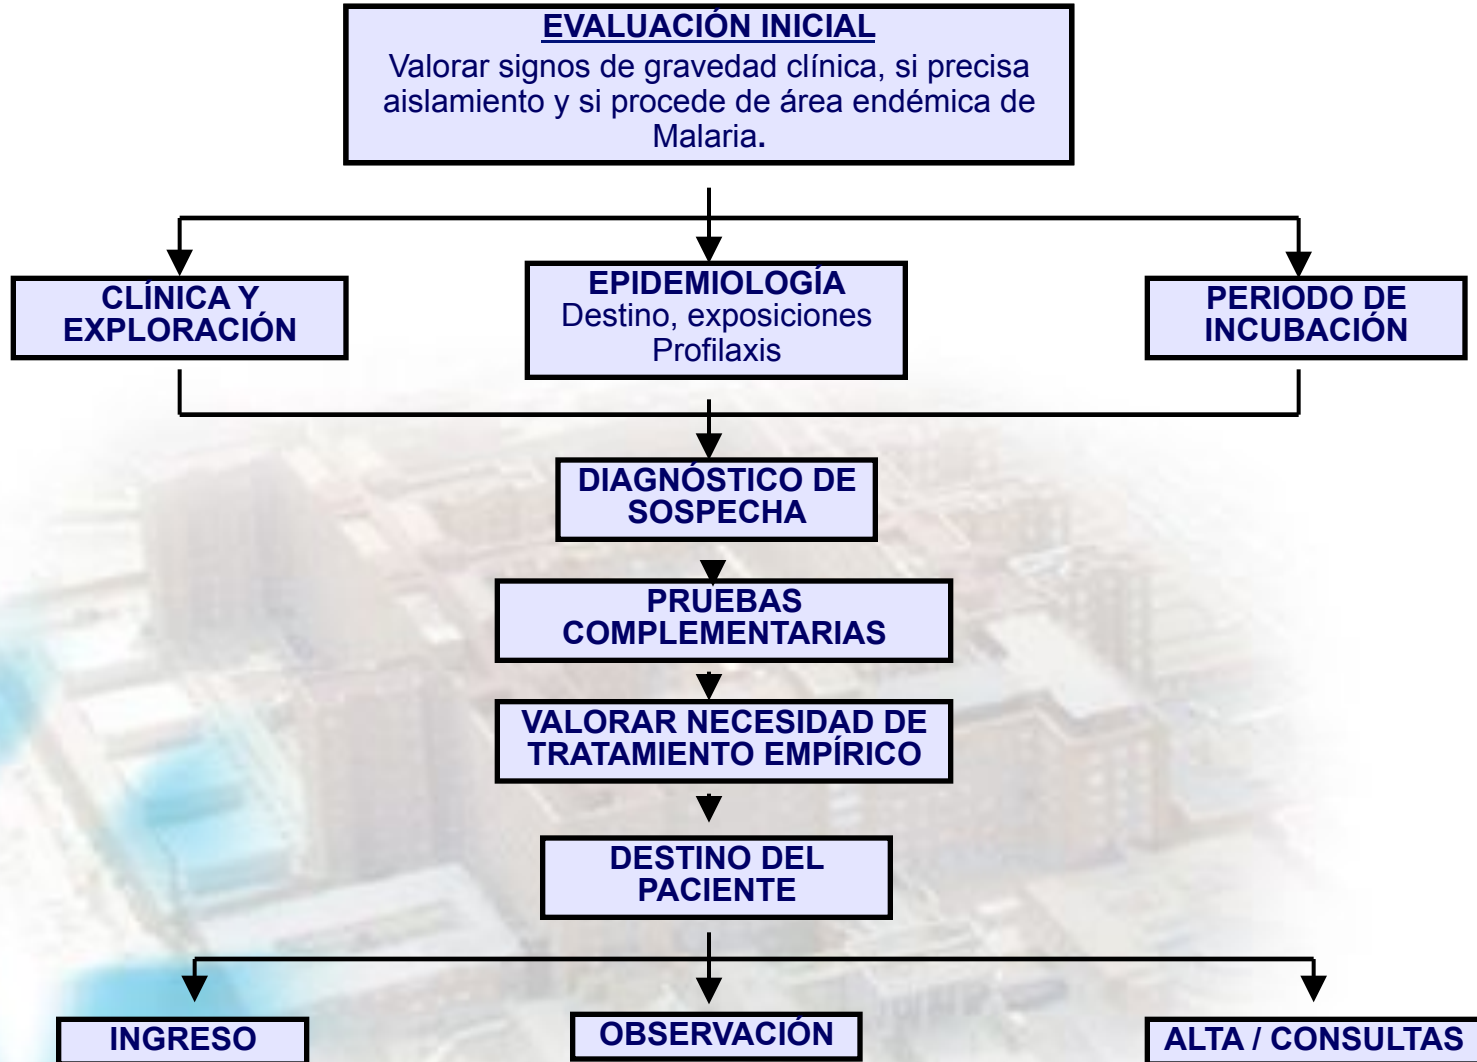 EVALUACIÓN INICIAL
Valorar signos de gravedad clínica, si precisa
aislamiento y si procede de área endémica de
Malaria.
CLÍNICA Y
EXPLORACIÓN
EPIDEMIOLOGÍA
Destino, exposiciones
Profilaxis
PERIODO DE
INCUBACIÓN
DIAGNÓSTICO DE
SOSPECHA
PRUEBAS
COMPLEMENTARIAS
VALORAR NECESIDAD DE
TRATAMIENTO EMPÍRICO
DESTINO DEL
PACIENTE
INGRESO
OBSERVACIÓN
ALTA / CONSULTAS